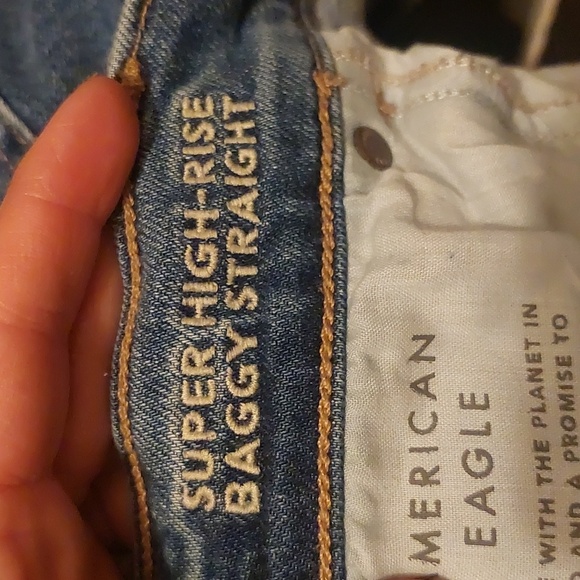 SUPER HIGH-RISE
BAGGY STRAIGHT
MERICAN
EAGLE
WITH THE PLANET IN
AND A PROMISE TO